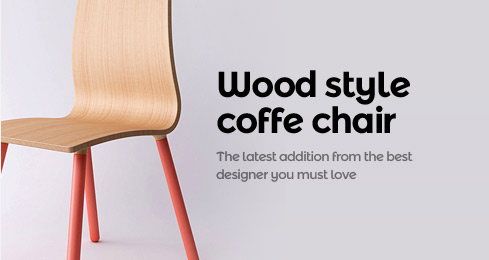 Wood style
coffe chair
The latest addition from the best
designer you must love